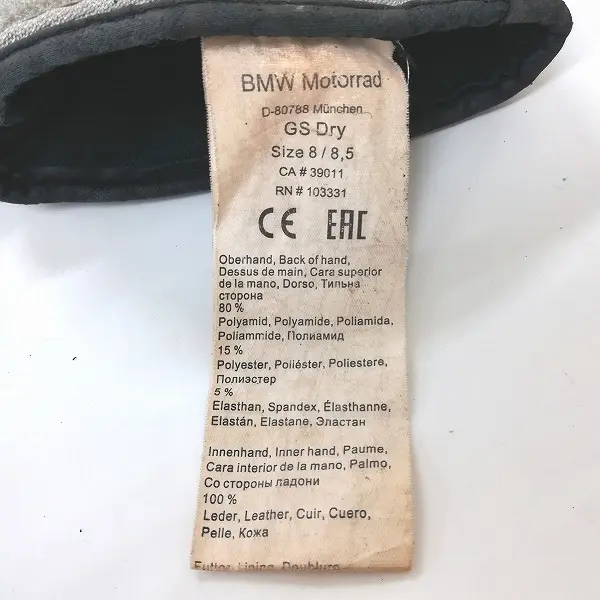 BMW Motorrad
D-80788 München
GS Dry
Size 8 / 8,5
CA # 39011
RN # 103331
CE EAC
Oberhand, Back of hand,
Dessus de main, Cara superior
de la mano, Dorso, Тильна
сторона
80 %
Polyamid, Polyamide, Poliamida,
Poliammide, Полиамид
15 %
Polyester, Poliéster, Poliestere,
Полиэстер
5 %
Elasthan, Spandex, Élasthanne,
Elastán, Elastane, Эластан
Innenhand, Inner hand, Paume,
Cara interior de la mano, Palmo,
Со стороны ладони
100 %
Leder, Leather, Cuir, Cuero,
Pelle, Кожа
Futter, Lining, Doublure